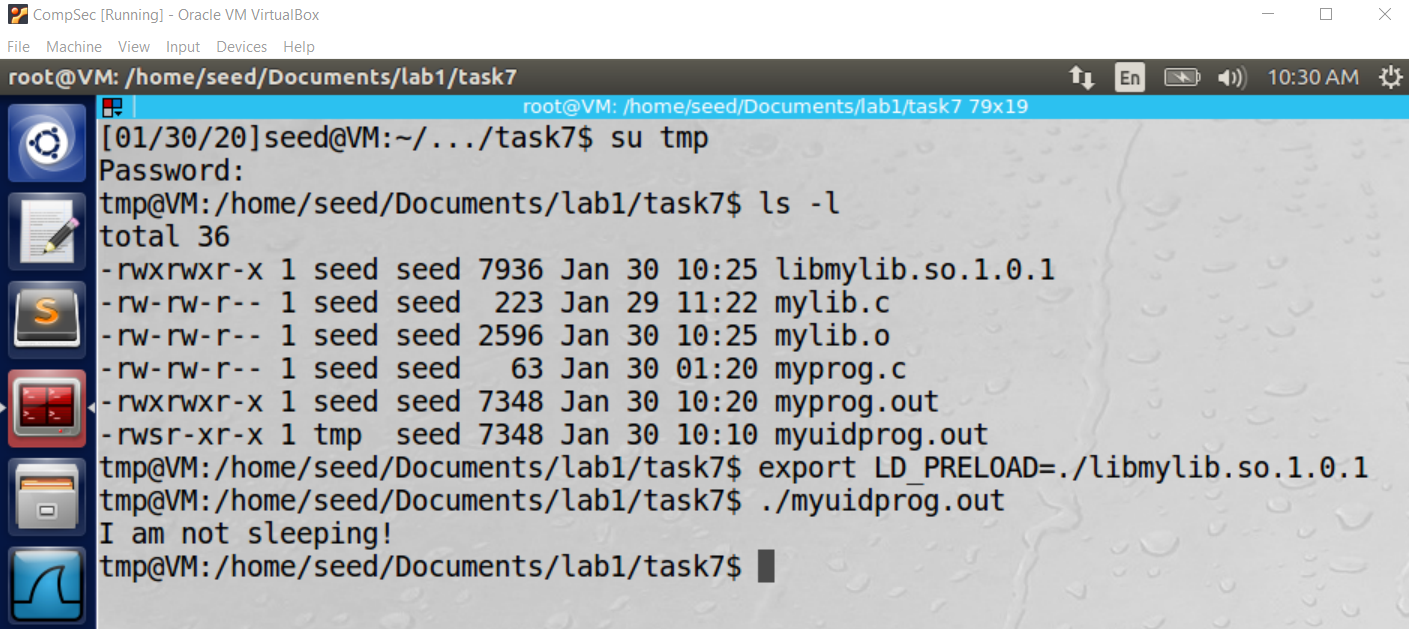 CompSec [Running] - Oracle VM VirtualBox
File Machine View Input Devices Help
root@VM: /home/seed/Documents/lab1/task7 En 10:30 AM
root@VM: /home/seed/Documents/lab1/task7 79x19
[01/30/20]seed@VM:~/.../task7$ su tmp
Password:
tmp@VM:/home/seed/Documents/lab1/task7$ ls -l
total 36
-rwxrwxr-x 1 seed seed 7936 Jan 30 10:25 libmylib.so.1.0.1
-rw-rw-r-- 1 seed seed  223 Jan 29 11:22 mylib.c
-rw-rw-r-- 1 seed seed 2596 Jan 30 10:25 mylib.o
-rw-rw-r-- 1 seed seed   63 Jan 30 01:20 myprog.c
-rwxrwxr-x 1 seed seed 7348 Jan 30 10:20 myprog.out
-rwsr-xr-x 1 tmp  seed 7348 Jan 30 10:10 myuidprog.out
tmp@VM:/home/seed/Documents/lab1/task7$ export LD_PRELOAD=./libmylib.so.1.0.1
tmp@VM:/home/seed/Documents/lab1/task7$ ./myuidprog.out
I am not sleeping!
tmp@VM:/home/seed/Documents/lab1/task7$